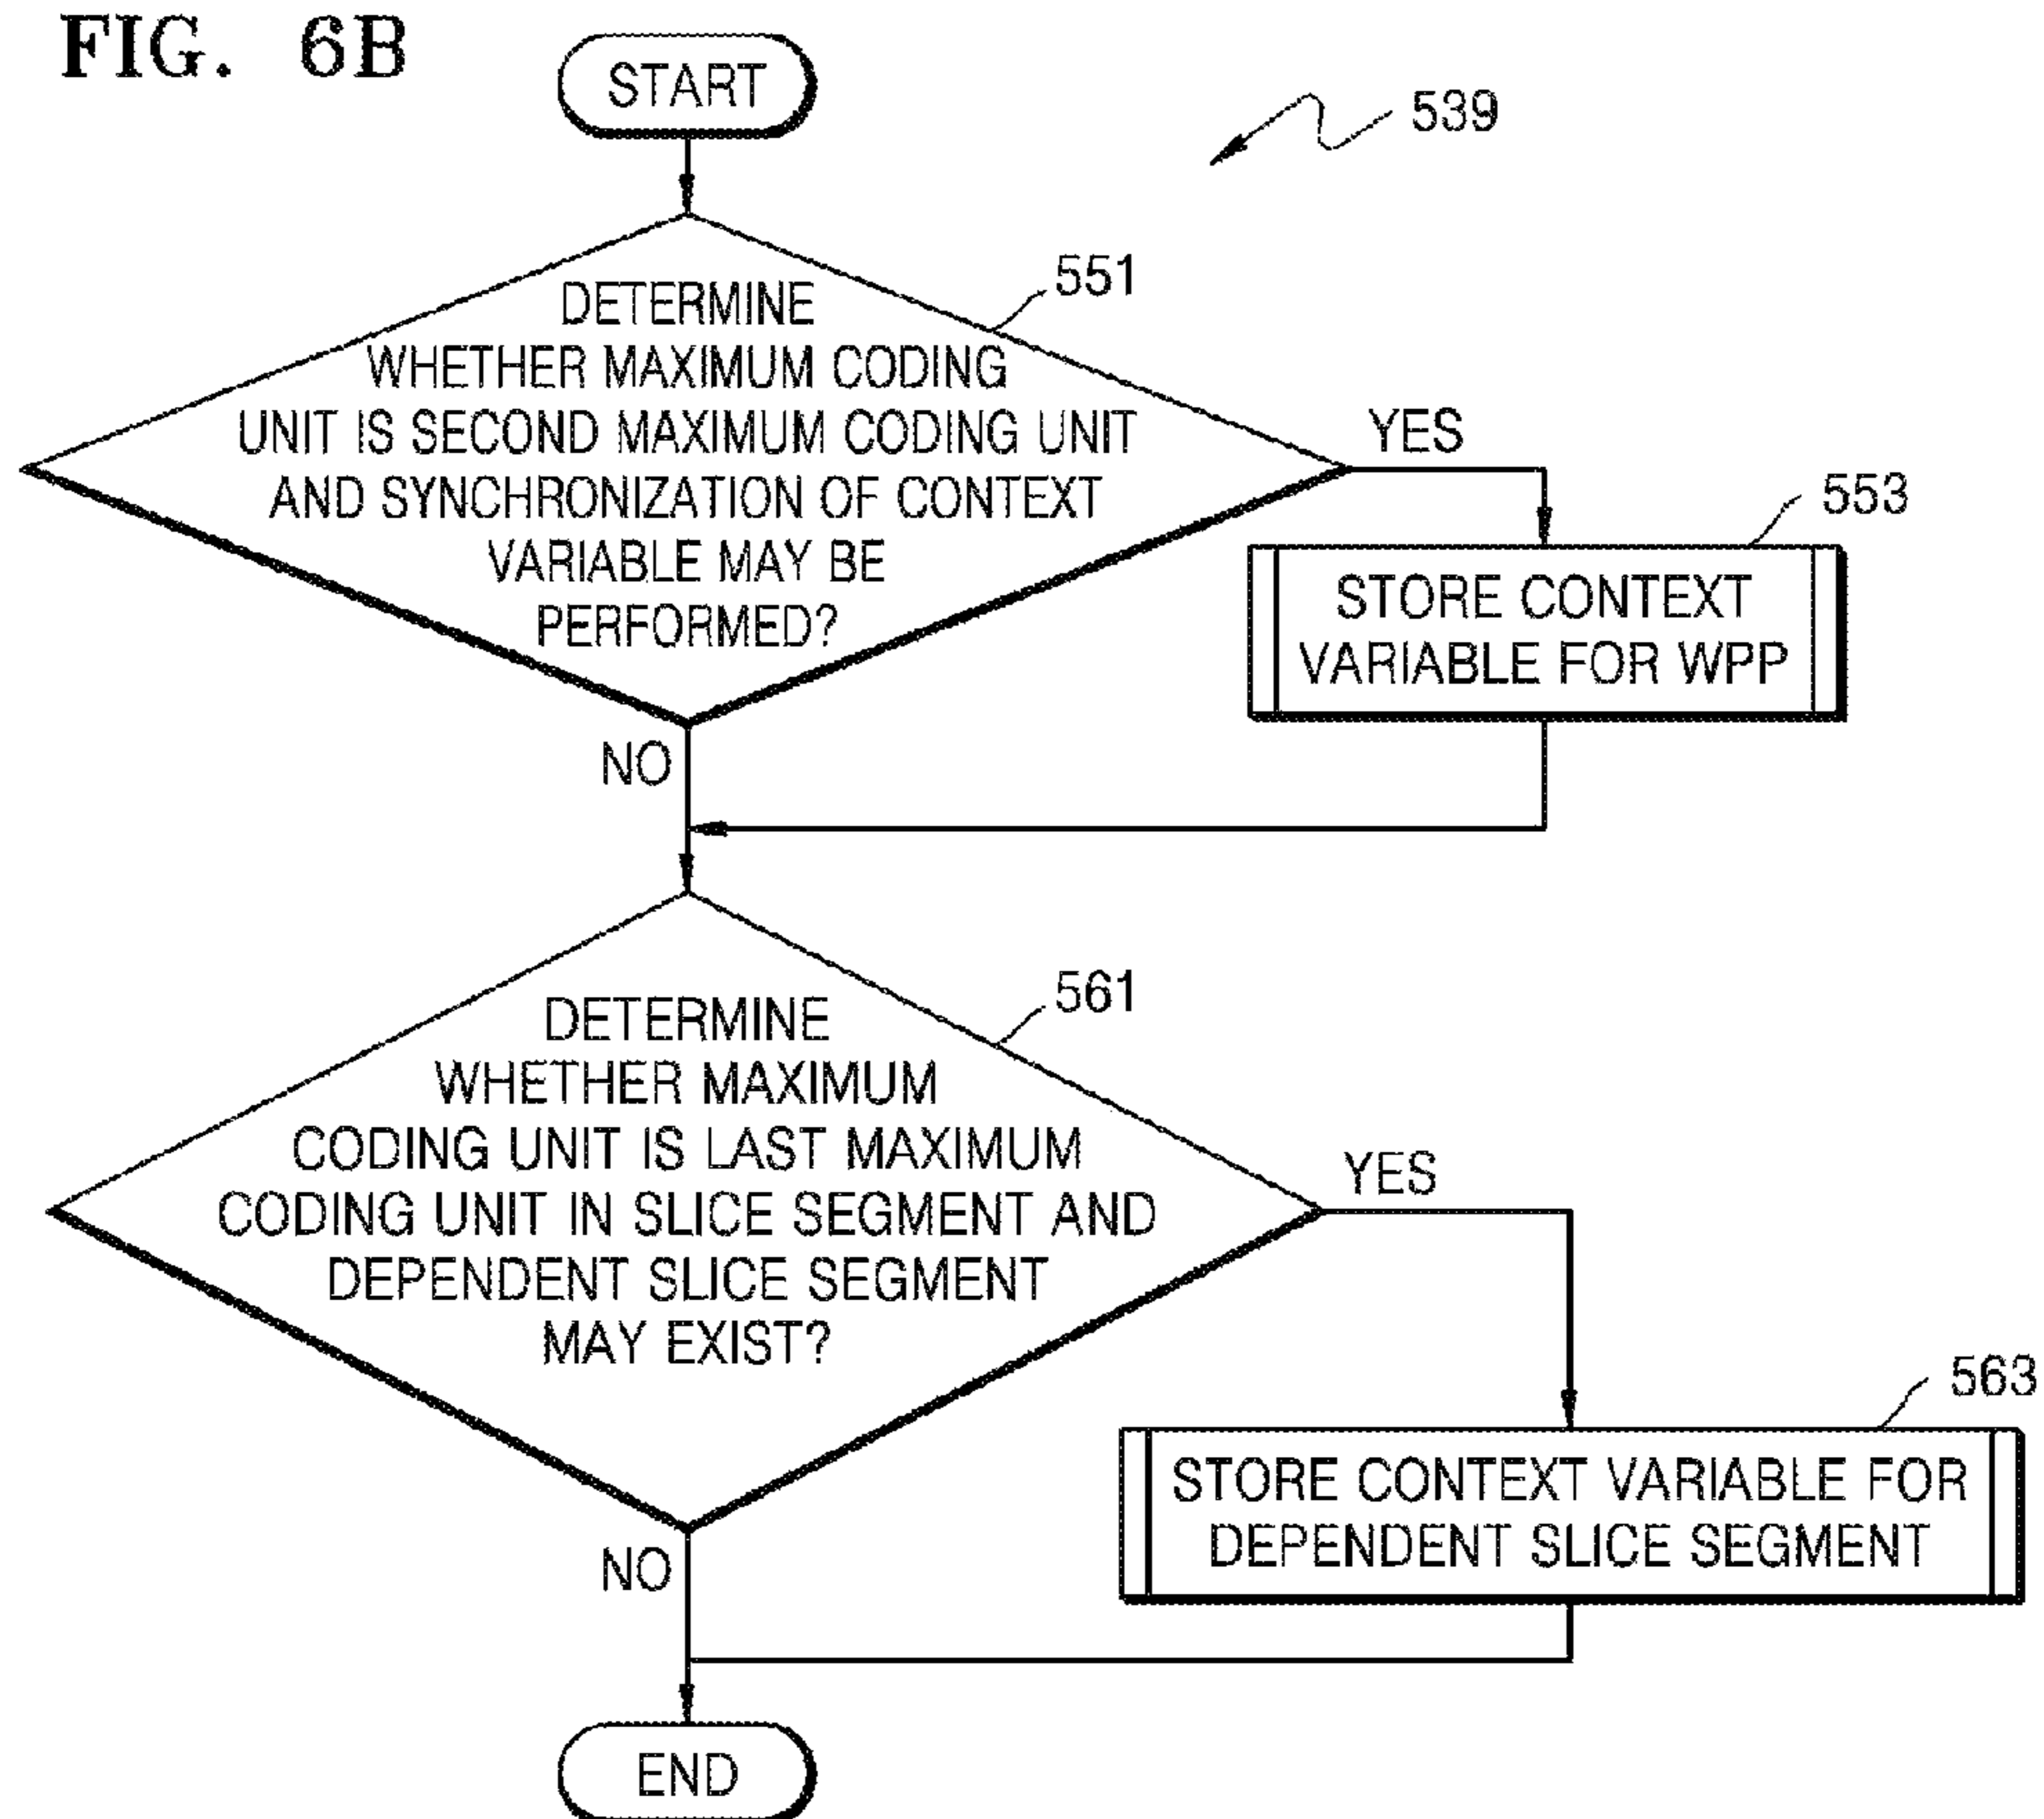 FIG. 6B
START
539
551
DETERMINE
WHETHER MAXIMUM CODING
UNIT IS SECOND MAXIMUM CODING UNIT
AND SYNCHRONIZATION OF CONTEXT
VARIABLE MAY BE
PERFORMED?
YES
553
STORE CONTEXT
VARIABLE FOR WPP
NO
561
DETERMINE
WHETHER MAXIMUM
CODING UNIT IS LAST MAXIMUM
CODING UNIT IN SLICE SEGMENT AND
DEPENDENT SLICE SEGMENT
MAY EXIST?
YES
563
STORE CONTEXT VARIABLE FOR
DEPENDENT SLICE SEGMENT
NO
END